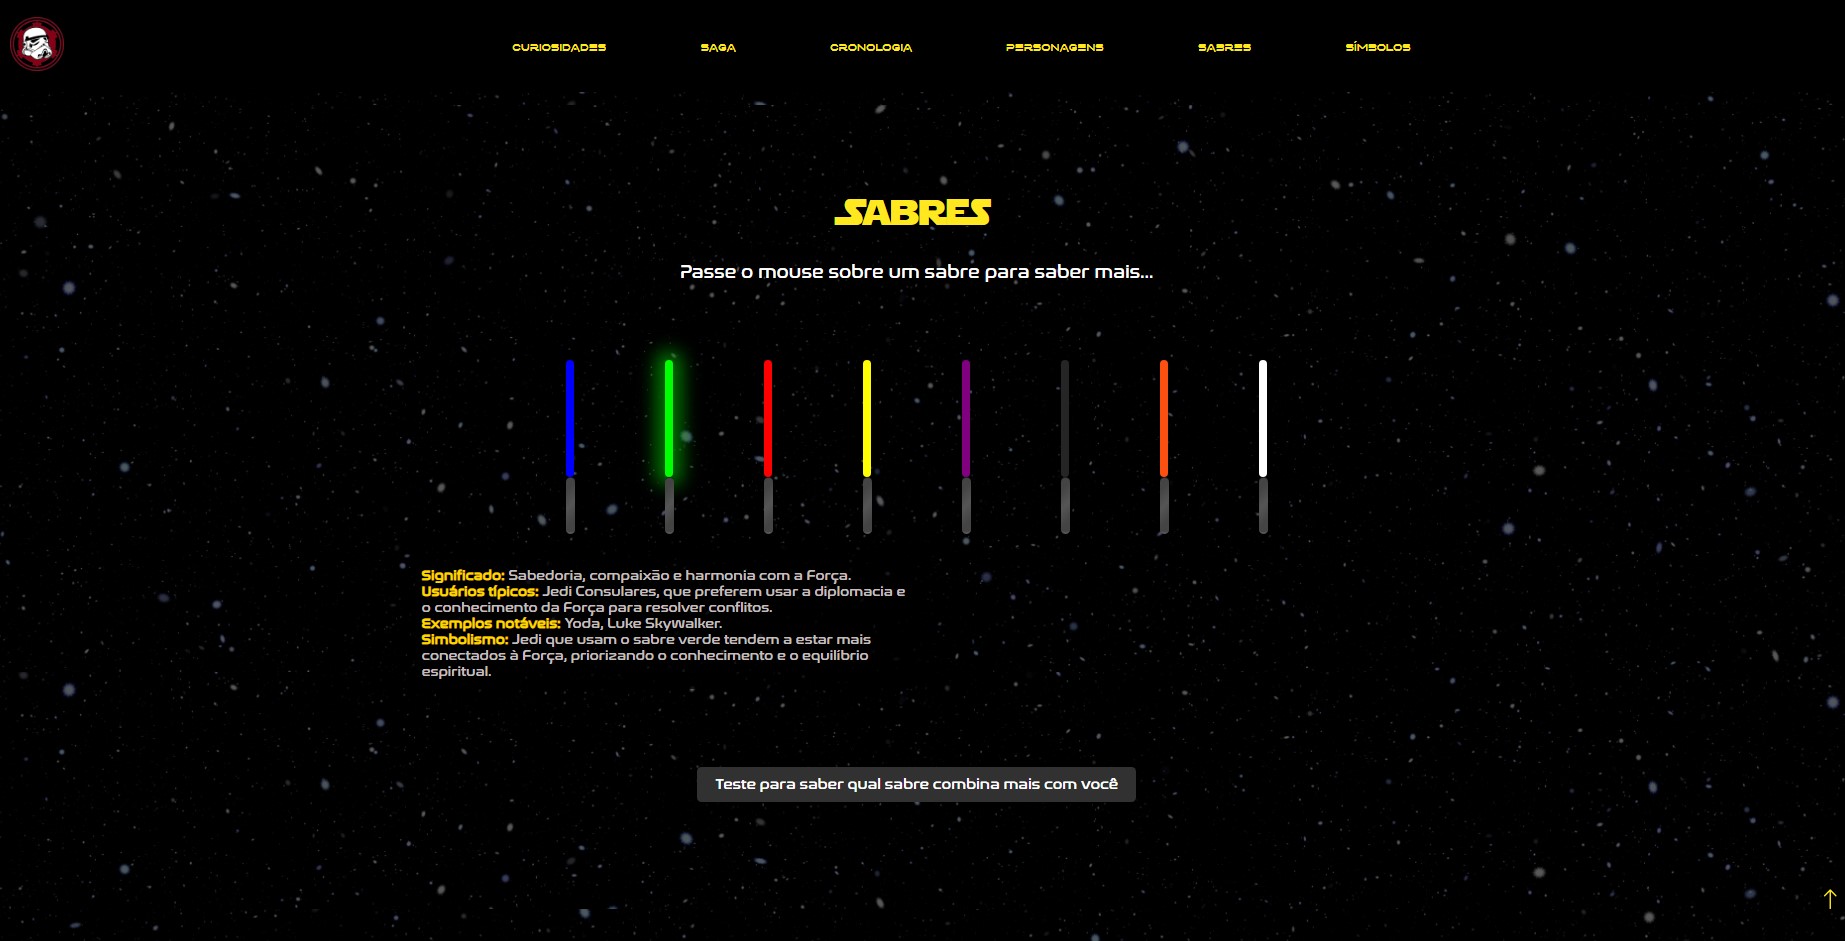 CURIOSIDADES SAGA CRONOLOGIA PERSONAGENS SABRES SÍMBOLOS
SABRES
Passe o mouse sobre um sabre para saber mais...
Significado: Sabedoria, compaixão e harmonia com a Força.
Usuários típicos: Jedi Consulares, que preferem usar a diplomacia e
o conhecimento da Força para resolver conflitos.
Exemplos notáveis: Yoda, Luke Skywalker.
Simbolismo: Jedi que usam o sabre verde tendem a estar mais
conectados à Força, priorizando o conhecimento e o equilíbrio
espiritual.
Teste para saber qual sabre combina mais com você